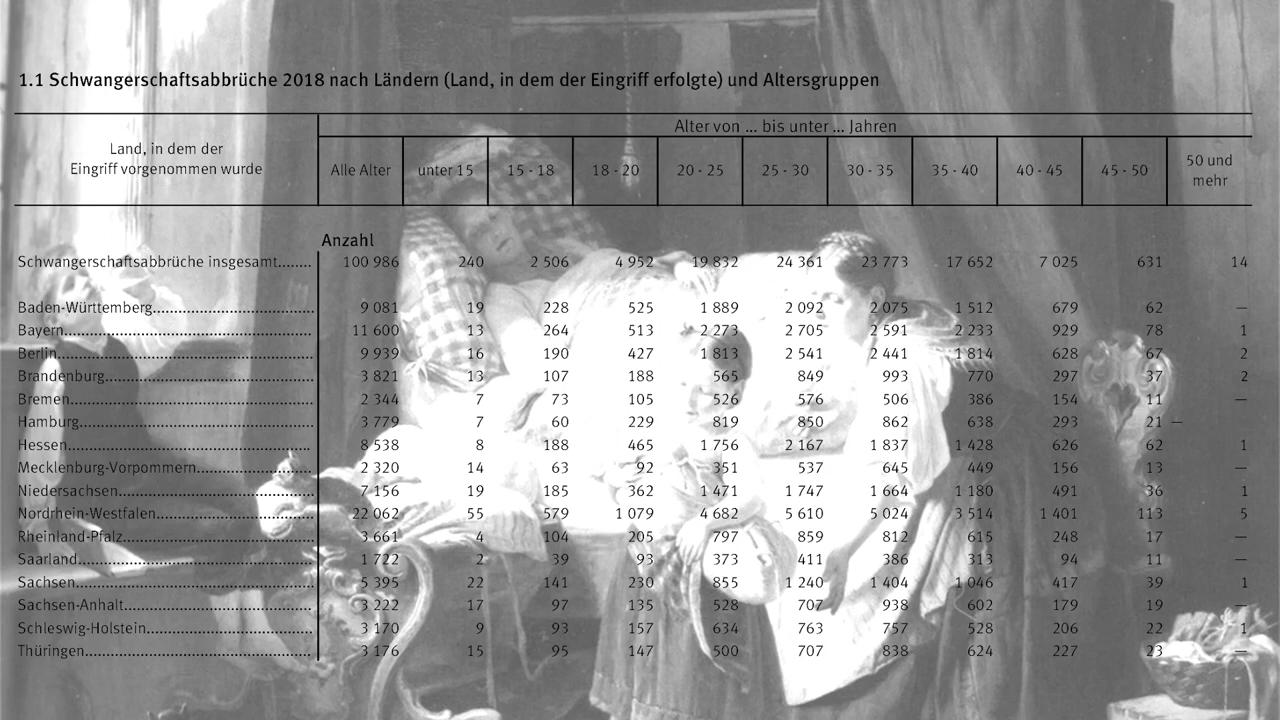 1.1 Schwangerschaftsabbrüche 2018 nach Ländern (Land, in dem der Eingriff erfolgte) und Altersgruppen
Alter von ... bis unter ... Jahren
Land, in dem der
Eingriff vorgenommen wurde
Alle Alter unter 15 15 - 18 18 - 20 20 - 25 25 - 30 30 - 35 35 - 40 40 - 45 45 - 50 50 und mehr
Anzahl
Schwangerschaftsabbrüche insgesamt........ 100 986 240 2 506 4 952 19 832 24 361 23 773 17 652 7 025 631 14
Baden-Württemberg.................................... 9 081 19 228 525 1 889 2 092 2 075 1 512 679 62 —
Bayern.................................... 11 600 13 264 513 2 273 2 705 2 591 2 233 929 78 1
Berlin.................................... 9 939 16 190 427 1 813 2 541 2 441 1 814 628 67 2
Brandenburg.................................... 3 821 13 107 188 565 849 993 770 297 37 2
Bremen.................................... 2 344 7 73 105 526 576 506 386 154 11 —
Hamburg.................................... 3 779 7 60 229 819 850 862 638 293 21 —
Hessen.................................... 8 538 8 188 465 1 756 2 167 1 837 1 428 626 62 1
Mecklenburg-Vorpommern........................ 2 320 14 63 92 351 537 645 449 156 13 —
Niedersachsen.................................... 7 156 19 185 362 1 471 1 747 1 664 1 180 491 36 1
Nordrhein-Westfalen.................................... 22 062 55 579 1 079 4 682 5 610 5 024 3 514 1 401 113 5
Rheinland-Pfalz.................................... 3 661 4 104 205 797 859 812 615 248 17 —
Saarland.................................... 1 722 2 39 93 373 411 386 313 94 11 —
Sachsen.................................... 5 395 22 141 230 855 1 240 1 404 1 046 417 39 1
Sachsen-Anhalt.................................... 3 222 17 97 135 528 707 938 602 179 19 —
Schleswig-Holstein.................................... 3 170 9 93 157 634 763 757 528 206 22 1
Thüringen.................................... 3 176 15 95 147 500 707 838 624 227 23 —